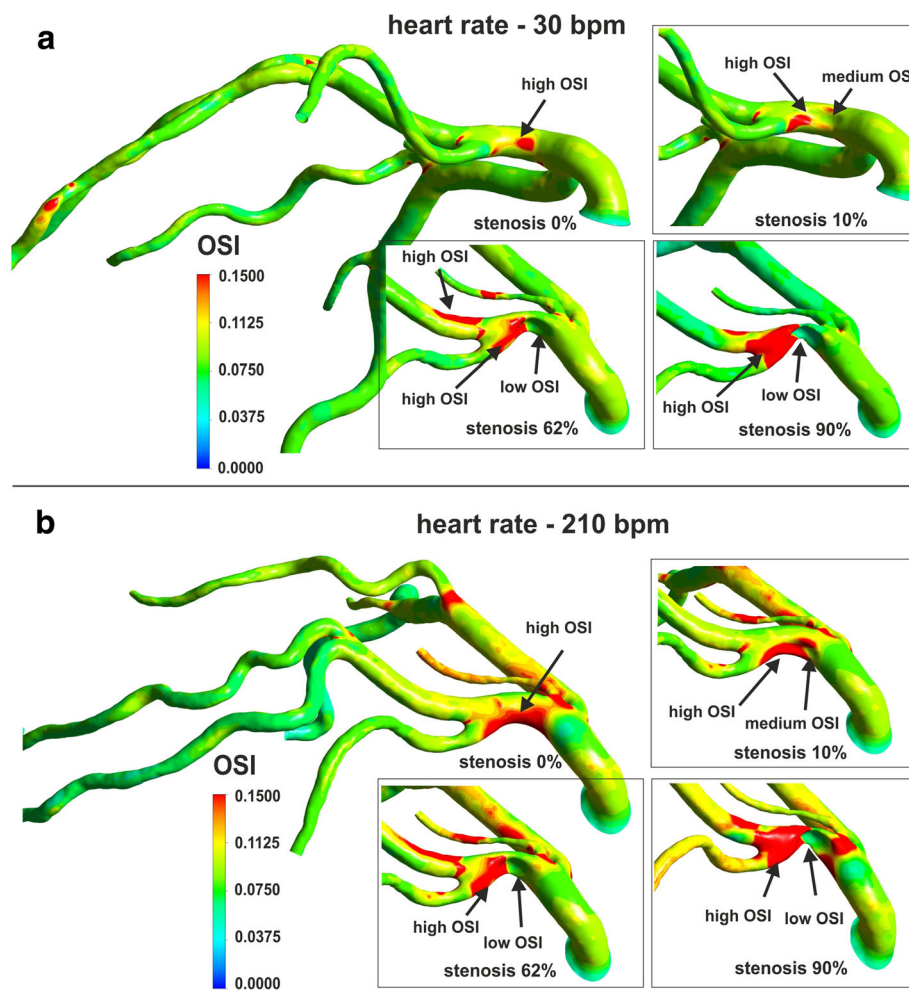 a
heart rate - 30 bpm
high OSI
stenosis 0%
high OSI
medium OSI
stenosis 10%
OSI
0.1500
0.1125
0.0750
0.0375
0.0000
high OSI
high OSI
low OSI
stenosis 62%
high OSI
low OSI
stenosis 90%
b
heart rate - 210 bpm
high OSI
stenosis 0%
high OSI
medium OSI
stenosis 10%
OSI
0.1500
0.1125
0.0750
0.0375
0.0000
high OSI
low OSI
stenosis 62%
high OSI
low OSI
stenosis 90%